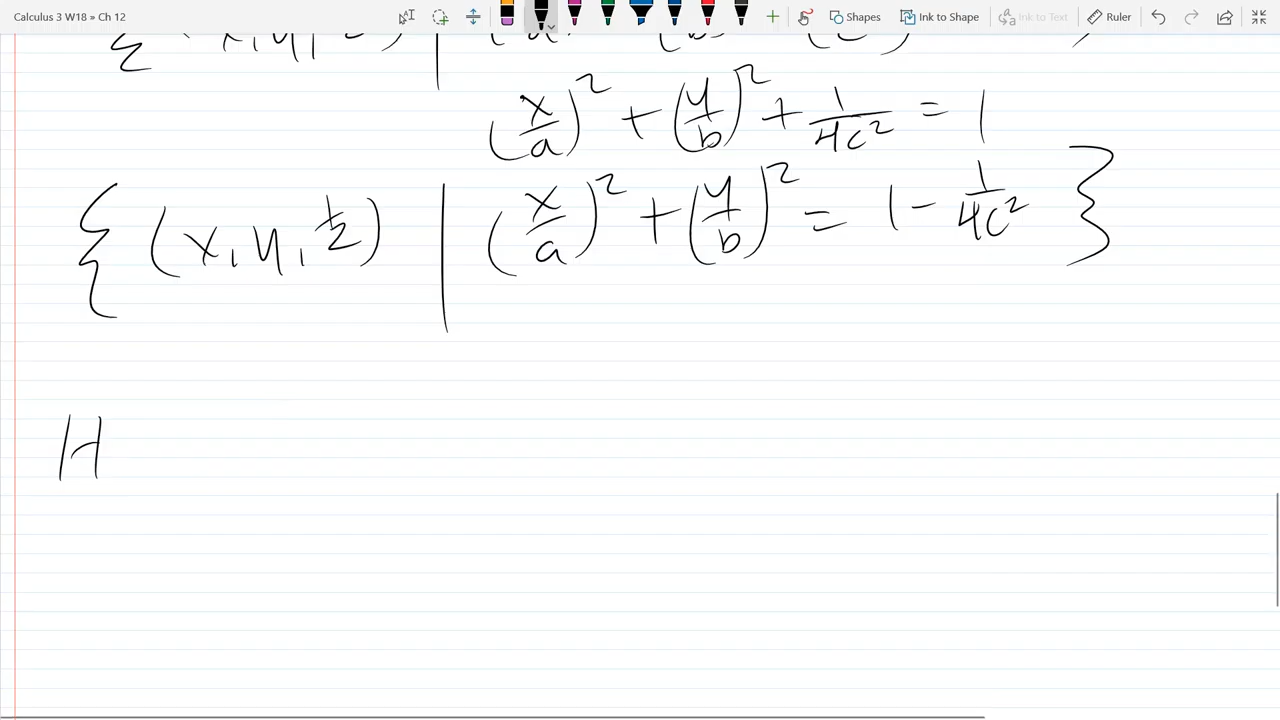 Calculus 3 W18 » Ch 12 Shapes Ink to Shape Ink to Text Ruler
(x/a)² + (y/b)² + 1/4c² = 1
{ (x, y, 1/2) | (x/a)² + (y/b)² = 1 - 1/4c² }
H